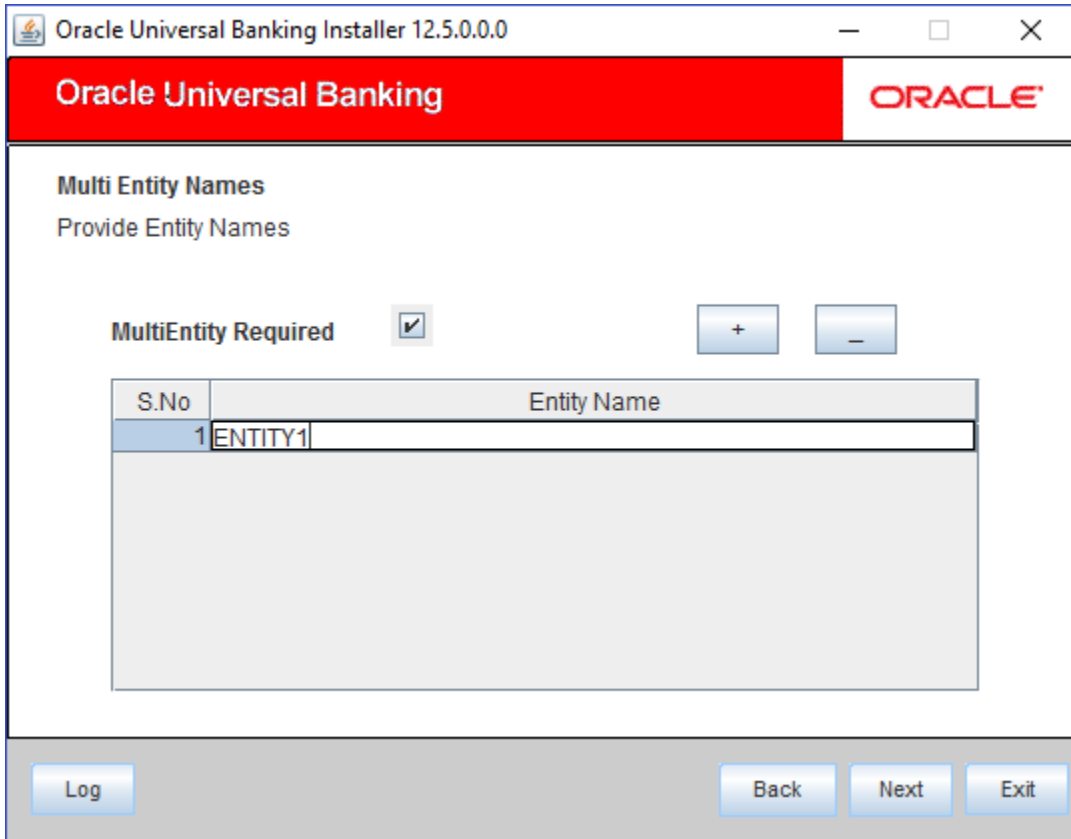 Oracle Universal Banking Installer 12.5.0.0.0
Oracle Universal Banking
ORACLE
Multi Entity Names
Provide Entity Names
MultiEntity Required + _
S.No Entity Name
1 ENTITY1
Log Back Next Exit